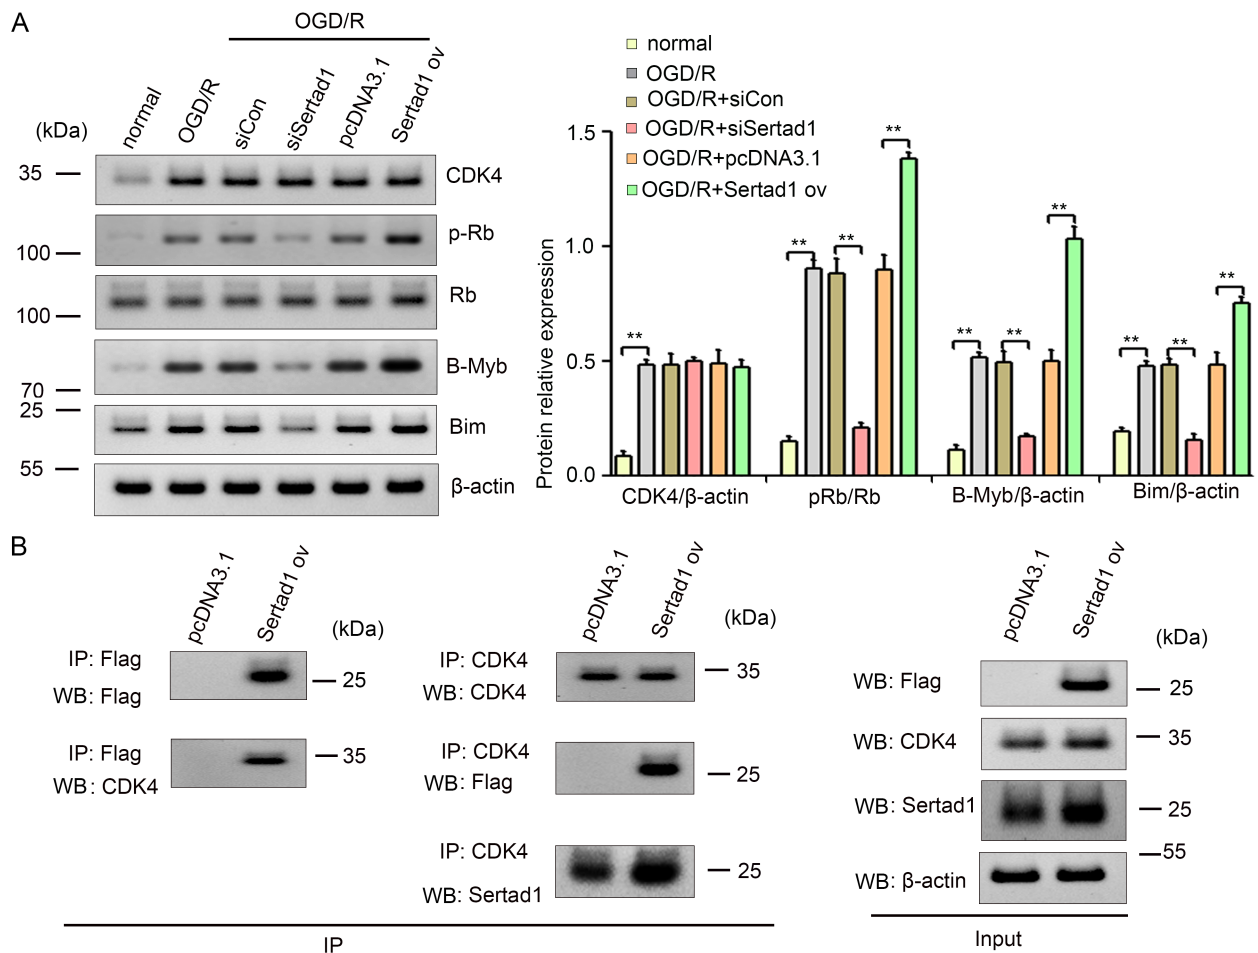 A
OGD/R
(kDa)
normal
OGD/R
siCon
siSertad1
pcDNA3.1
Sertad1 ov
35
CDK4
p-Rb
100
Rb
100
B-Myb
70
25
Bim
55
β-actin
normal
OGD/R
OGD/R+siCon
OGD/R+siSertad1
OGD/R+pcDNA3.1
OGD/R+Sertad1 ov
Protein relative expression
1.5
1.0
0.5
0.0
**
**
**
**
**
**
**
**
**
**
CDK4/β-actin
pRb/Rb
B-Myb/β-actin
Bim/β-actin
B
pcDNA3.1
Sertad1 ov
(kDa)
IP: Flag
WB: Flag
25
IP: Flag
WB: CDK4
35
pcDNA3.1
Sertad1 ov
(kDa)
IP: CDK4
WB: CDK4
35
IP: CDK4
WB: Flag
25
IP: CDK4
WB: Sertad1
25
IP
pcDNA3.1
Sertad1 ov
(kDa)
WB: Flag
25
WB: CDK4
35
WB: Sertad1
25
55
WB: β-actin
Input